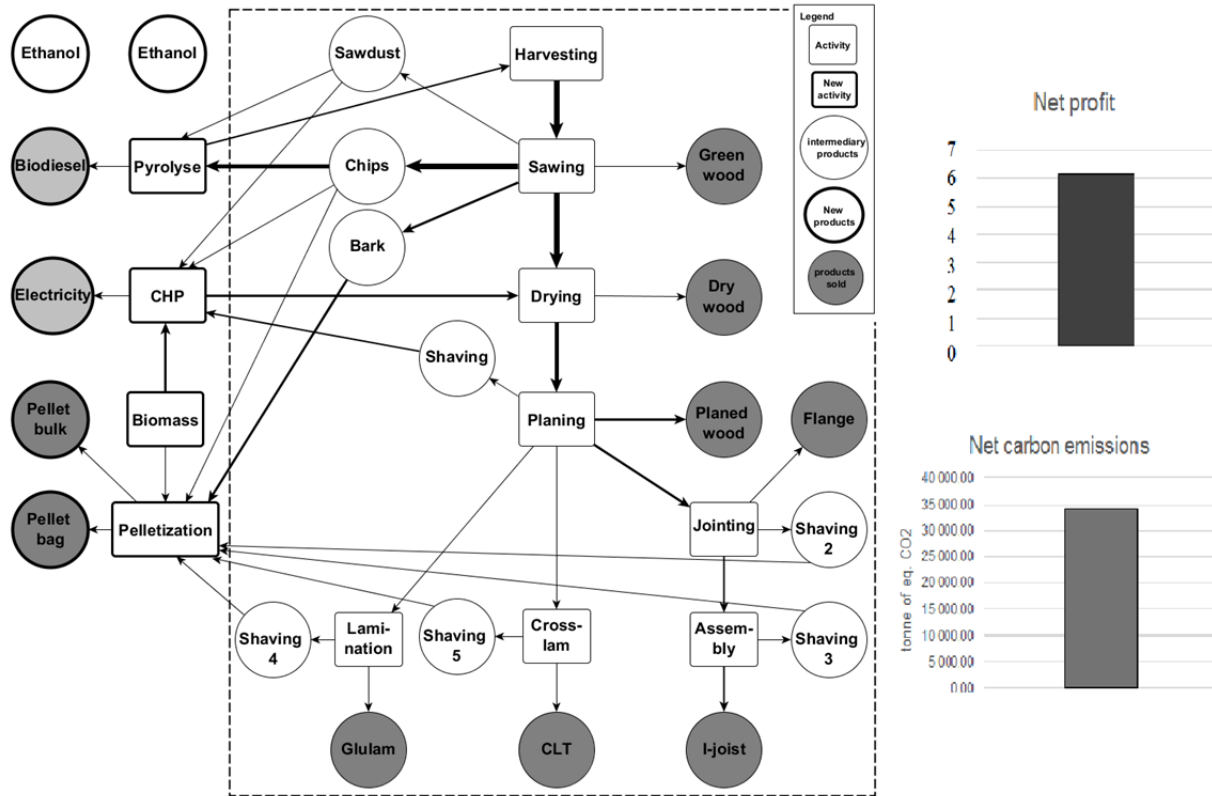 Ethanol
Ethanol
Sawdust
Harvesting
Biodiesel
Pyrolyse
Chips
Sawing
Green
wood
Bark
Electricity
CHP
Drying
Dry
wood
Shaving
Pellet
bulk
Biomass
Planing
Planed
wood
Flange
Pellet
bag
Pelletization
Jointing
Shaving
2
Shaving
4
Lami-
nation
Shaving
5
Cross-
lam
Assem-
bly
Shaving
3
Glulam
CLT
I-joist
Legend
Activity
New
activity
intermediary
products
New
products
products
sold
Net profit
7
6
5
4
3
2
1
0
Net carbon emissions
tonne of eq. CO2
40 000.00
35 000.00
30 000.00
25 000.00
20 000.00
15 000.00
10 000.00
5 000.00
0.00